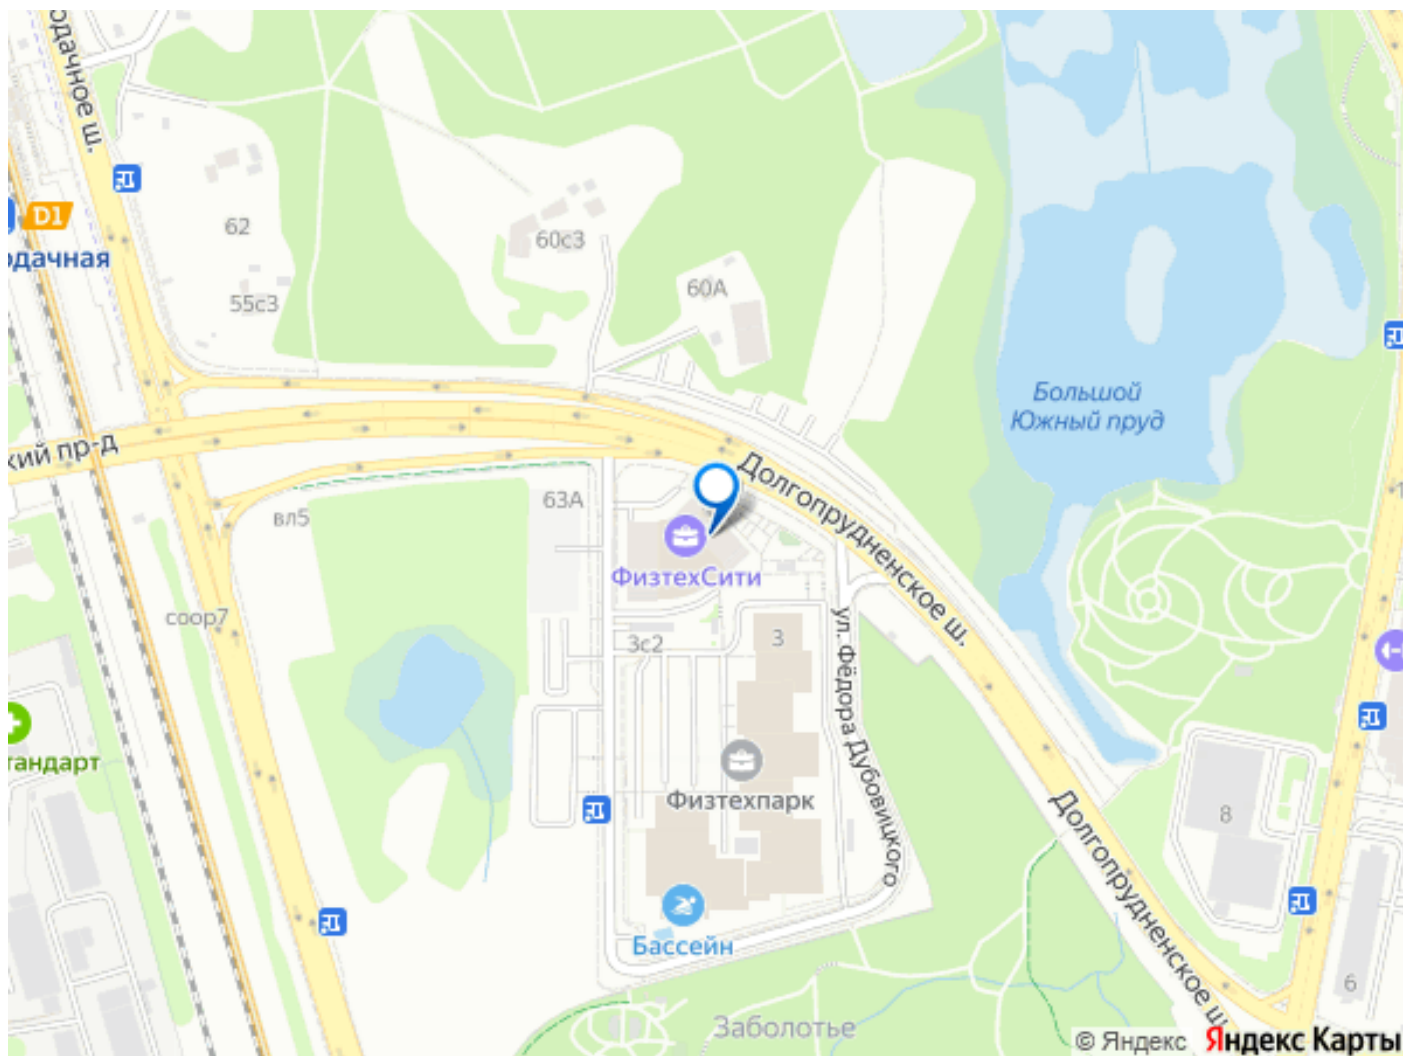 одачное ш.
D1
одачная
62
55с3
60с3
60А
Большой
Южный пруд
кий пр-д
Долгопрудненское ш.
63А
вл5
ФизтехСити
соор7
3с2
3
ул. Фёдора Дубовицкого
тандарт
Физтехпарк
Долгопрудненское ш.
8
Бассейн
6
Заболотье
© Яндекс Яндекс Карты